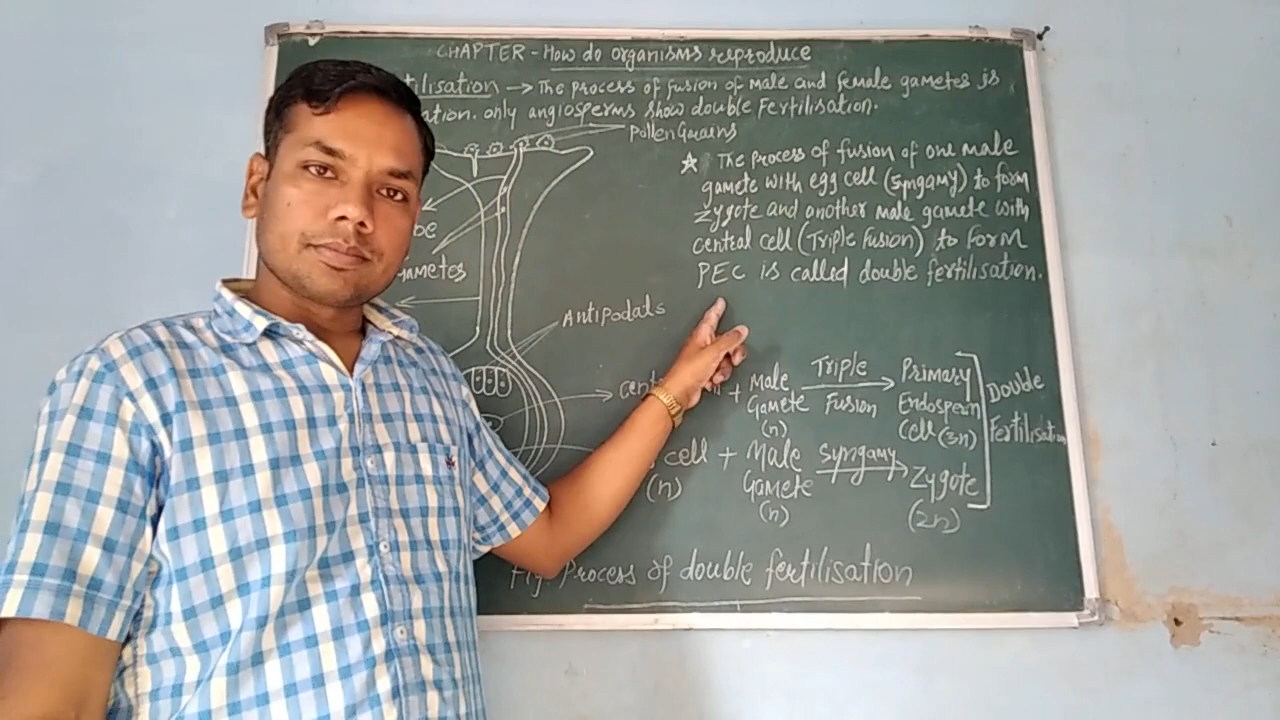 CHAPTER - How do organisms reproduce
tilisation → The process of fusion of male and female gametes is
ation. only angiosperms show double Fertilisation.
Pollen Grains
☆ The process of fusion of one male
gamete with egg cell (syngamy) to form
Zygote and another male gamete with
central cell (Triple fusion) to form
PEC is called double fertilisation.
be
Gametes
Antipodals
cent + Male Gamete (n) Triple Fusion → Primary Endosperm Cell (3n)
cell (n) + Male Gamete (n) Syngamy → Zygote (2n)
Double Fertilisation
Fig. Process of double fertilisation